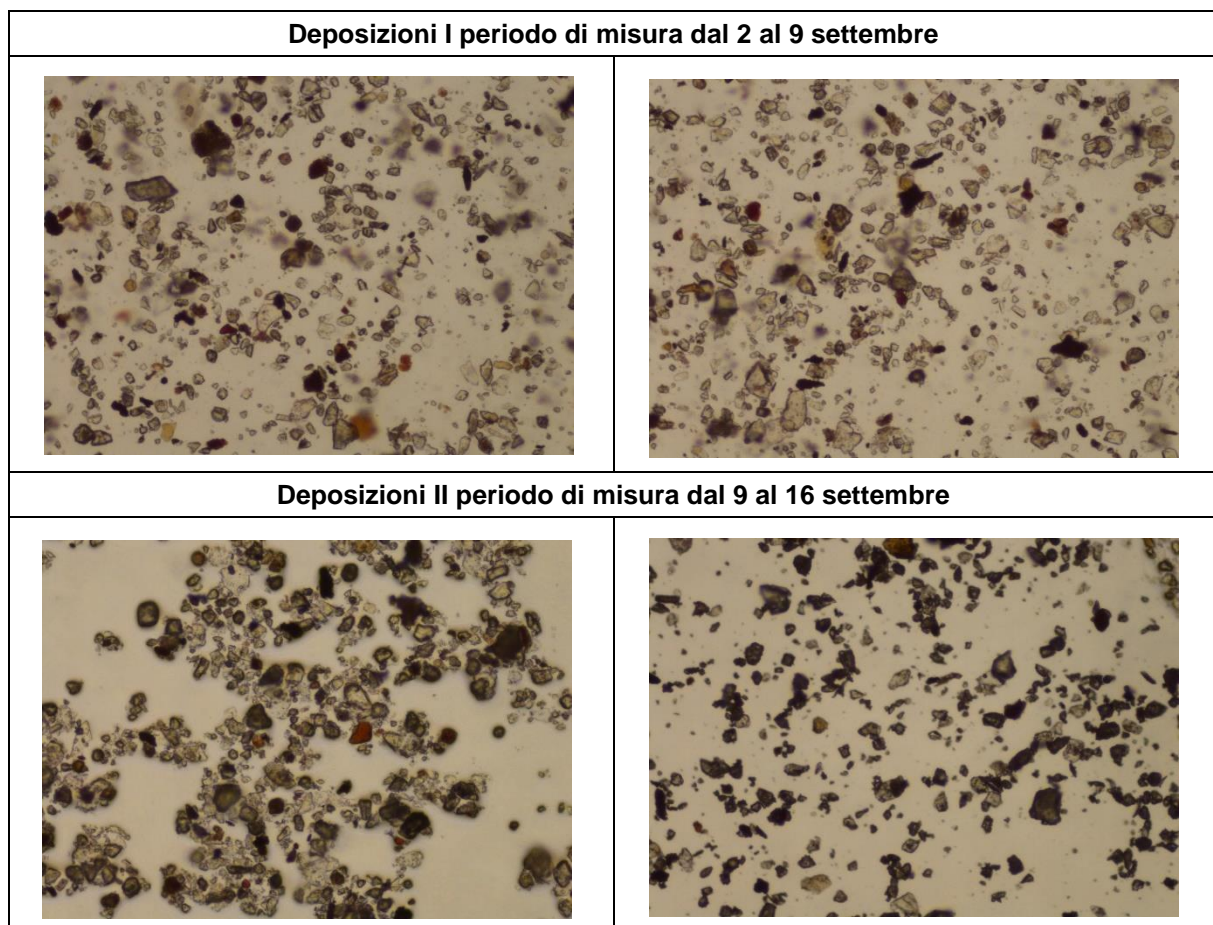 Deposizioni I periodo di misura dal 2 al 9 settembre
Deposizioni II periodo di misura dal 9 al 16 settembre